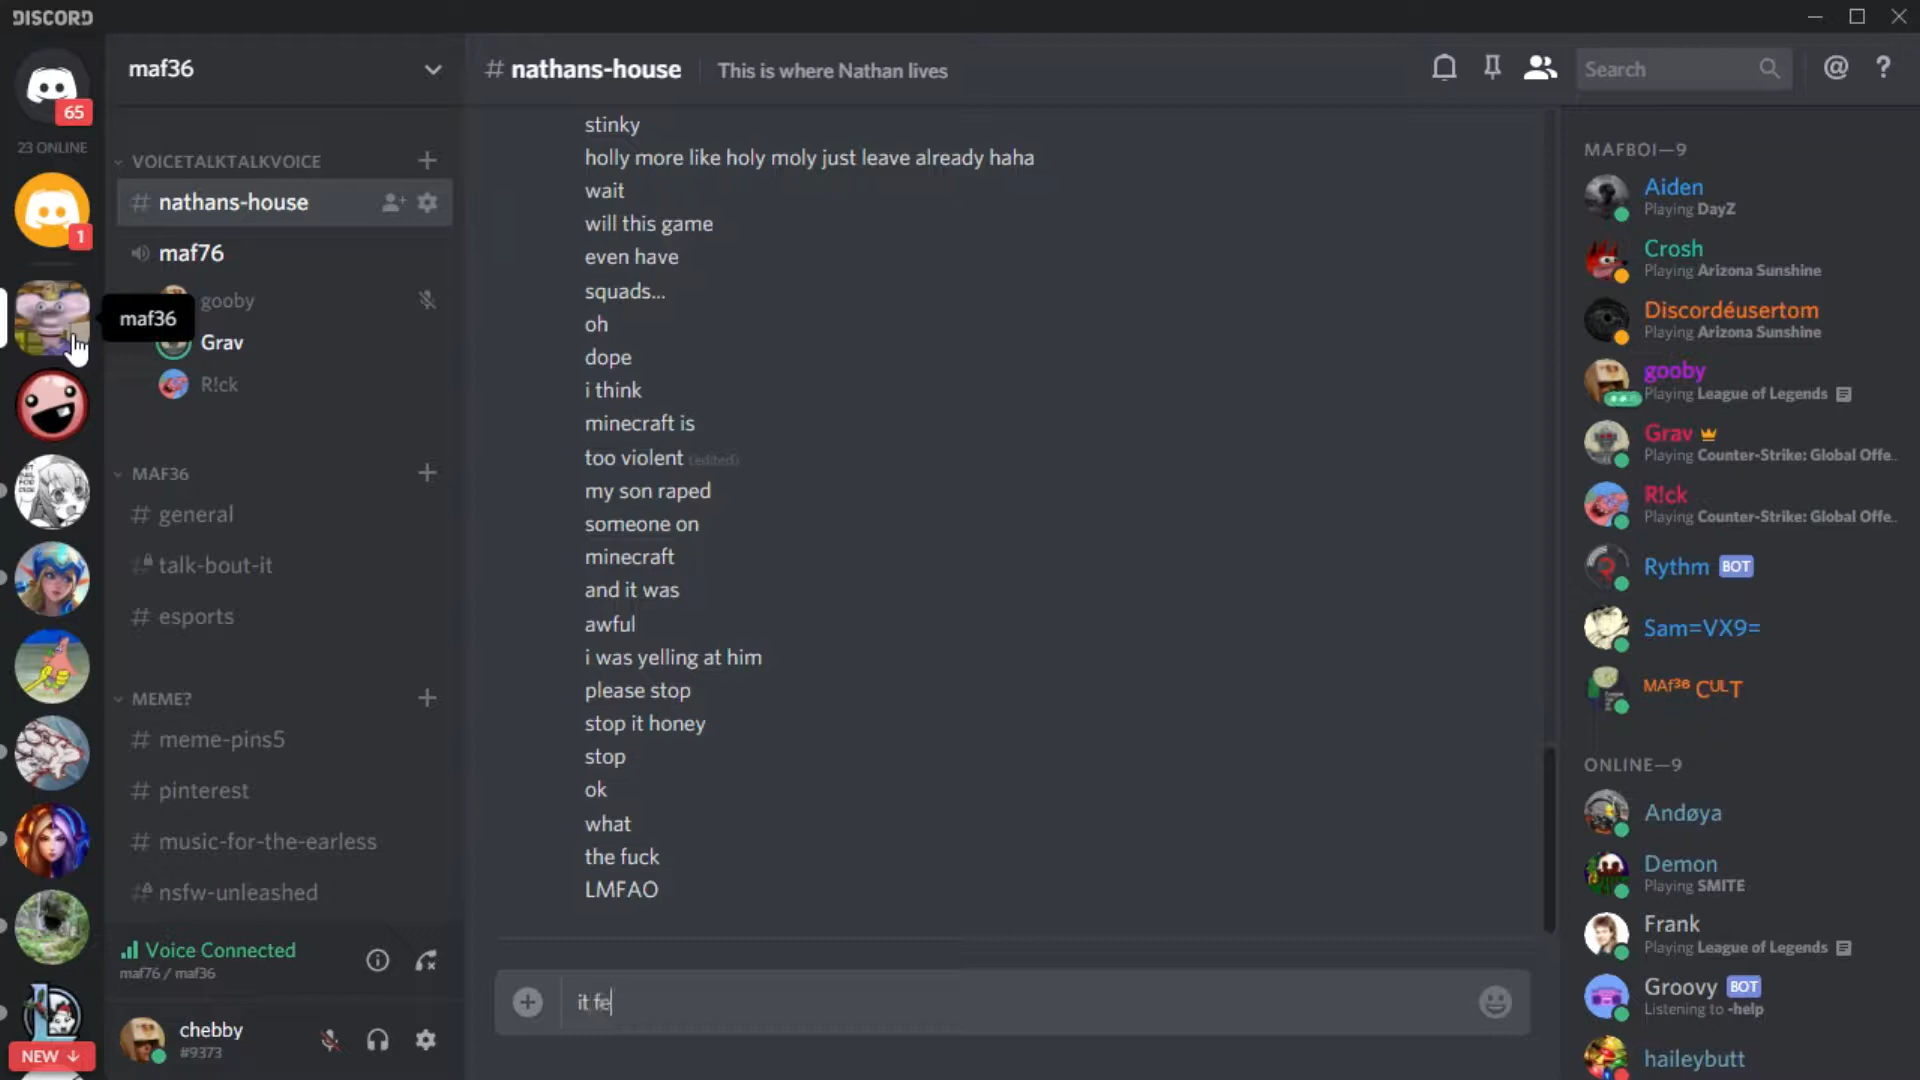 DISCORD
65
23 ONLINE
1
NEW ↓
maf36
VOICETALKTALKVOICE
# nathans-house
maf76
gooby
maf36
Grav
R!ck
MAF36
# general
talk-bout-it
# esports
MEME?
# meme-pins5
# pinterest
# music-for-the-earless
nsfw-unleashed
Voice Connected
maf76 / maf36
chebby
#9373
# nathans-house
This is where Nathan lives
Search
@ ?
stinky
holly more like holy moly just leave already haha
wait
will this game
even have
squads...
oh
dope
i think
minecraft is
too violent (edited)
my son raped
someone on
minecraft
and it was
awful
i was yelling at him
please stop
stop it honey
stop
ok
what
the fuck
LMFAO
it fe
MAFBOI—9
Aiden
Playing DayZ
Crosh
Playing Arizona Sunshine
Discordéusertom
Playing Arizona Sunshine
gooby
Playing League of Legends
Grav
Playing Counter-Strike: Global Offe..
R!ck
Playing Counter-Strike: Global Offe..
Rythm BOT
Sam=VX9=
ᴹᴬᶠ³⁶ CULT
ONLINE—9
Andøya
Demon
Playing SMITE
Frank
Playing League of Legends
Groovy BOT
Listening to -help
haileybutt